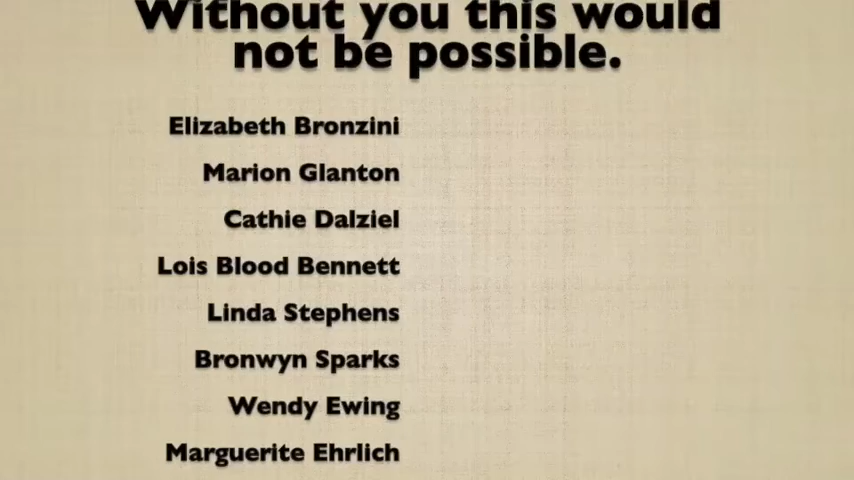 Without you this would
not be possible.
Elizabeth Bronzini
Marion Glanton
Cathie Dalziel
Lois Blood Bennett
Linda Stephens
Bronwyn Sparks
Wendy Ewing
Marguerite Ehrlich